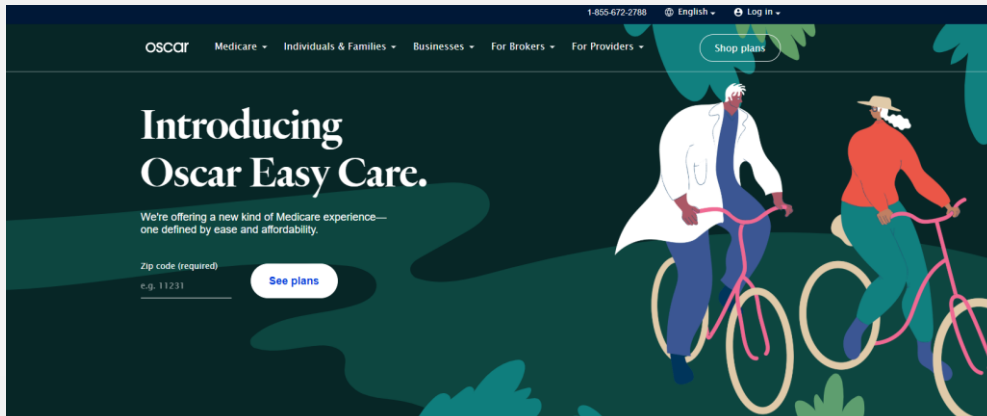 1-855-672-2788 English Log in
oscar Medicare Individuals & Families Businesses For Brokers For Providers Shop plans
Introducing
Oscar Easy Care.
We're offering a new kind of Medicare experience—
one defined by ease and affordability.
Zip code (required)
e.g. 11231
See plans